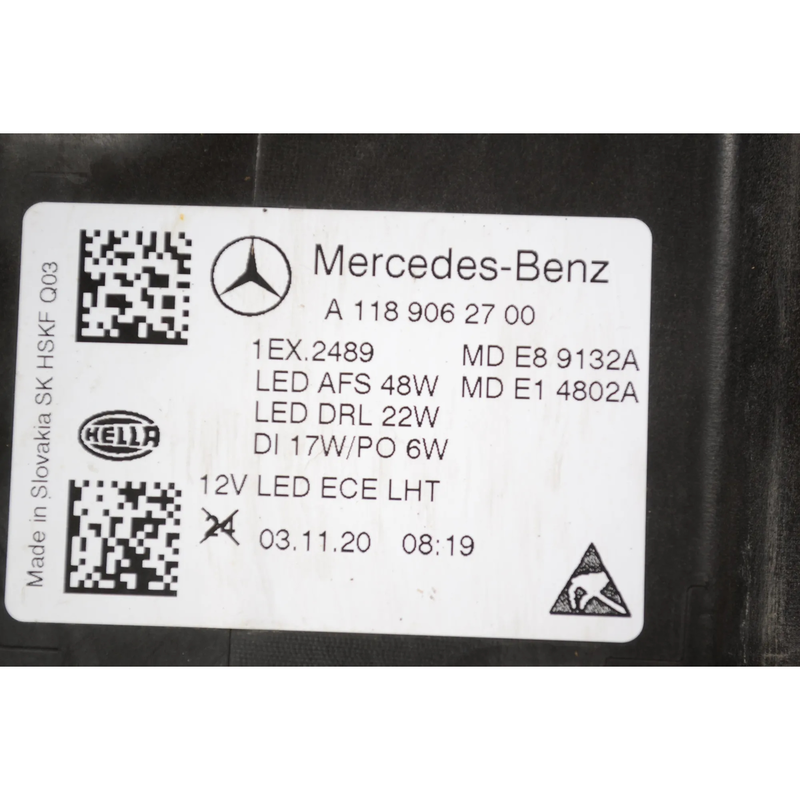 Mercedes-Benz
A 118 906 27 00
1EX.2489 MD E8 9132A
LED AFS 48W MD E1 4802A
LED DRL 22W
DI 17W/PO 6W
12V LED ECE LHT
24 03.11.20 08:19
HELLA
Made in Slovakia SK HSKF Q03